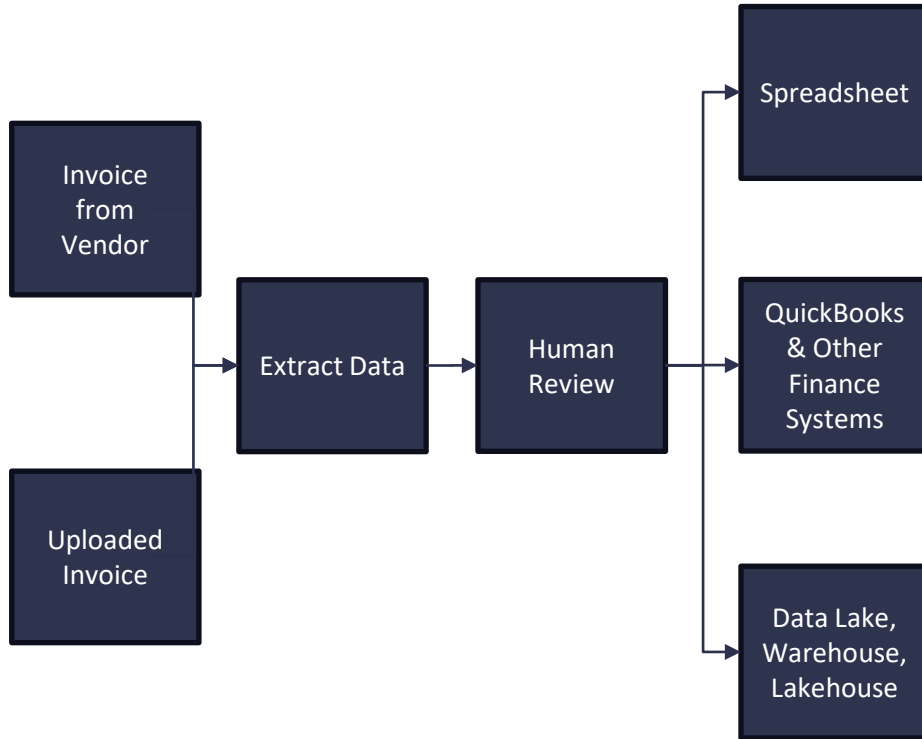 Invoice
from
Vendor
Uploaded
Invoice
Extract Data
Human
Review
Spreadsheet
QuickBooks
& Other
Finance
Systems
Data Lake,
Warehouse,
Lakehouse